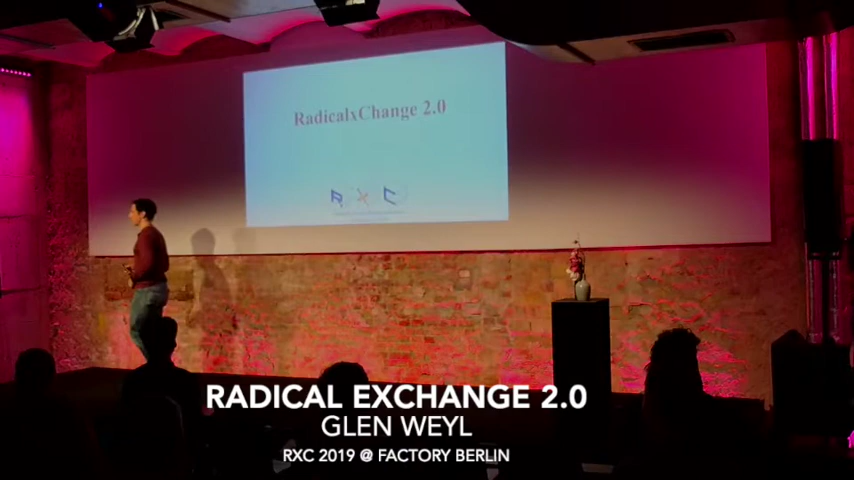 RadicalxChange 2.0
R x C
RADICAL EXCHANGE 2.0
GLEN WEYL
RXC 2019 @ FACTORY BERLIN